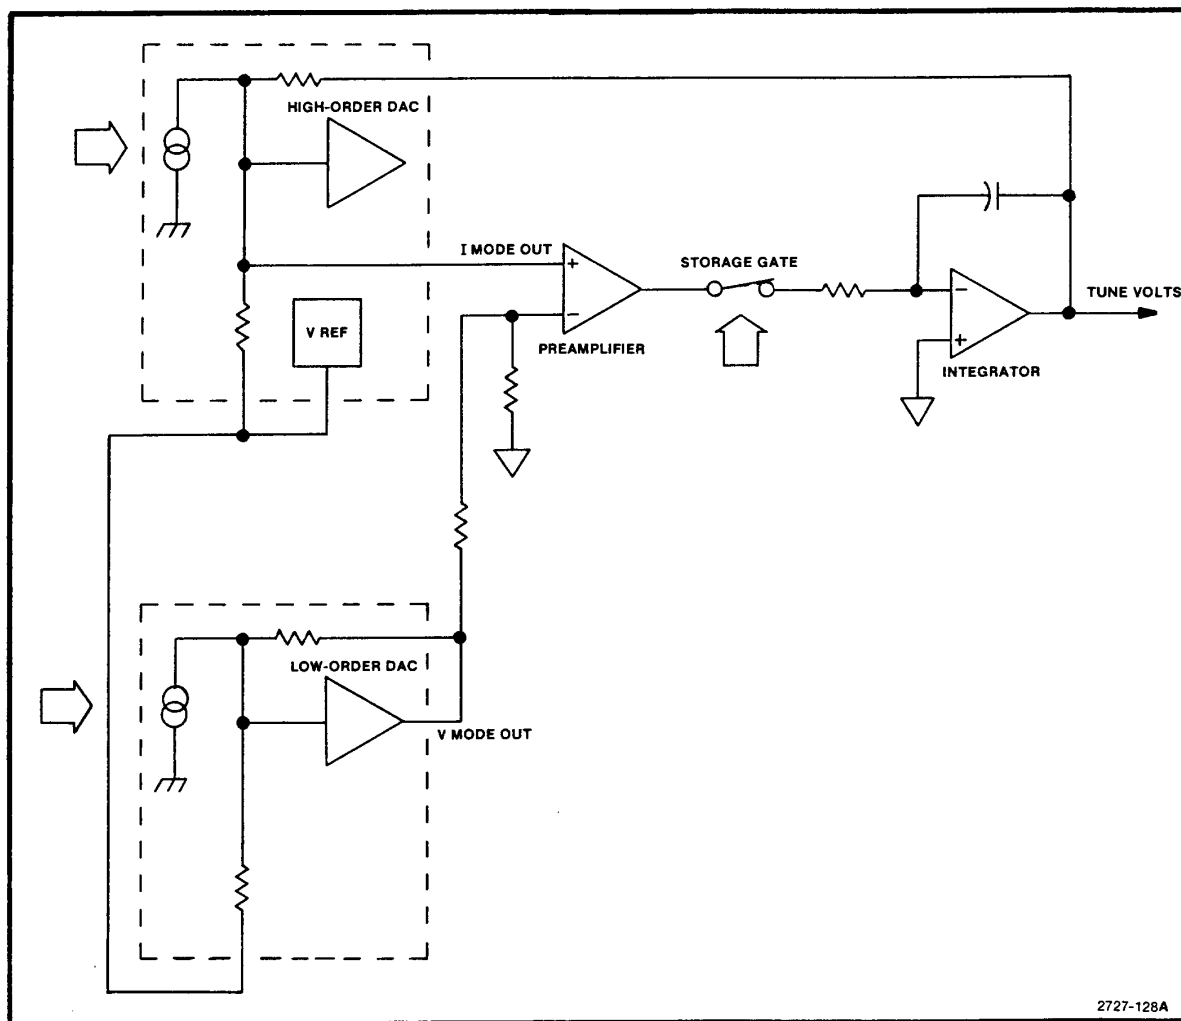 HIGH-ORDER DAC
I MODE OUT
+
−
STORAGE GATE
−
+
TUNE VOLTS
V REF
PREAMPLIFIER
INTEGRATOR
LOW-ORDER DAC
V MODE OUT
2727-128A